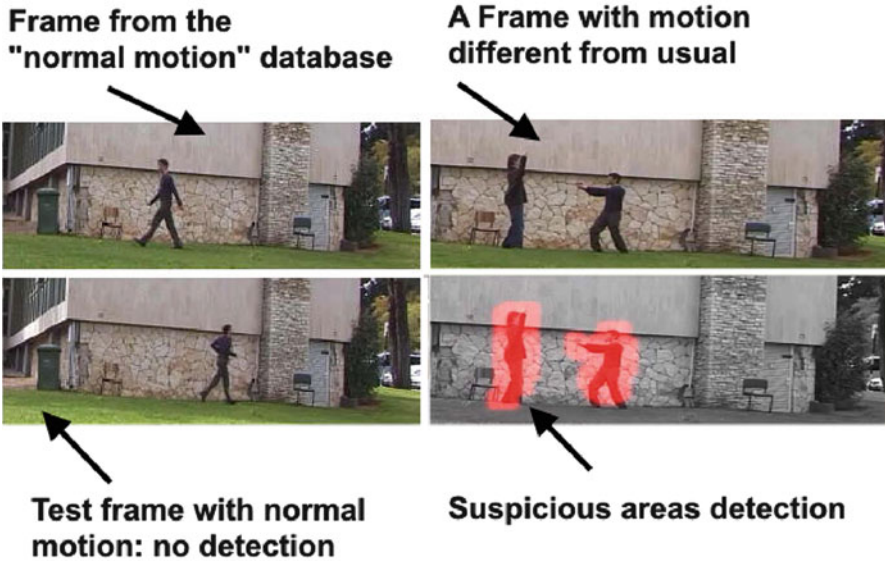 Frame from the
"normal motion" database
A Frame with motion
different from usual
Test frame with normal
motion: no detection
Suspicious areas detection